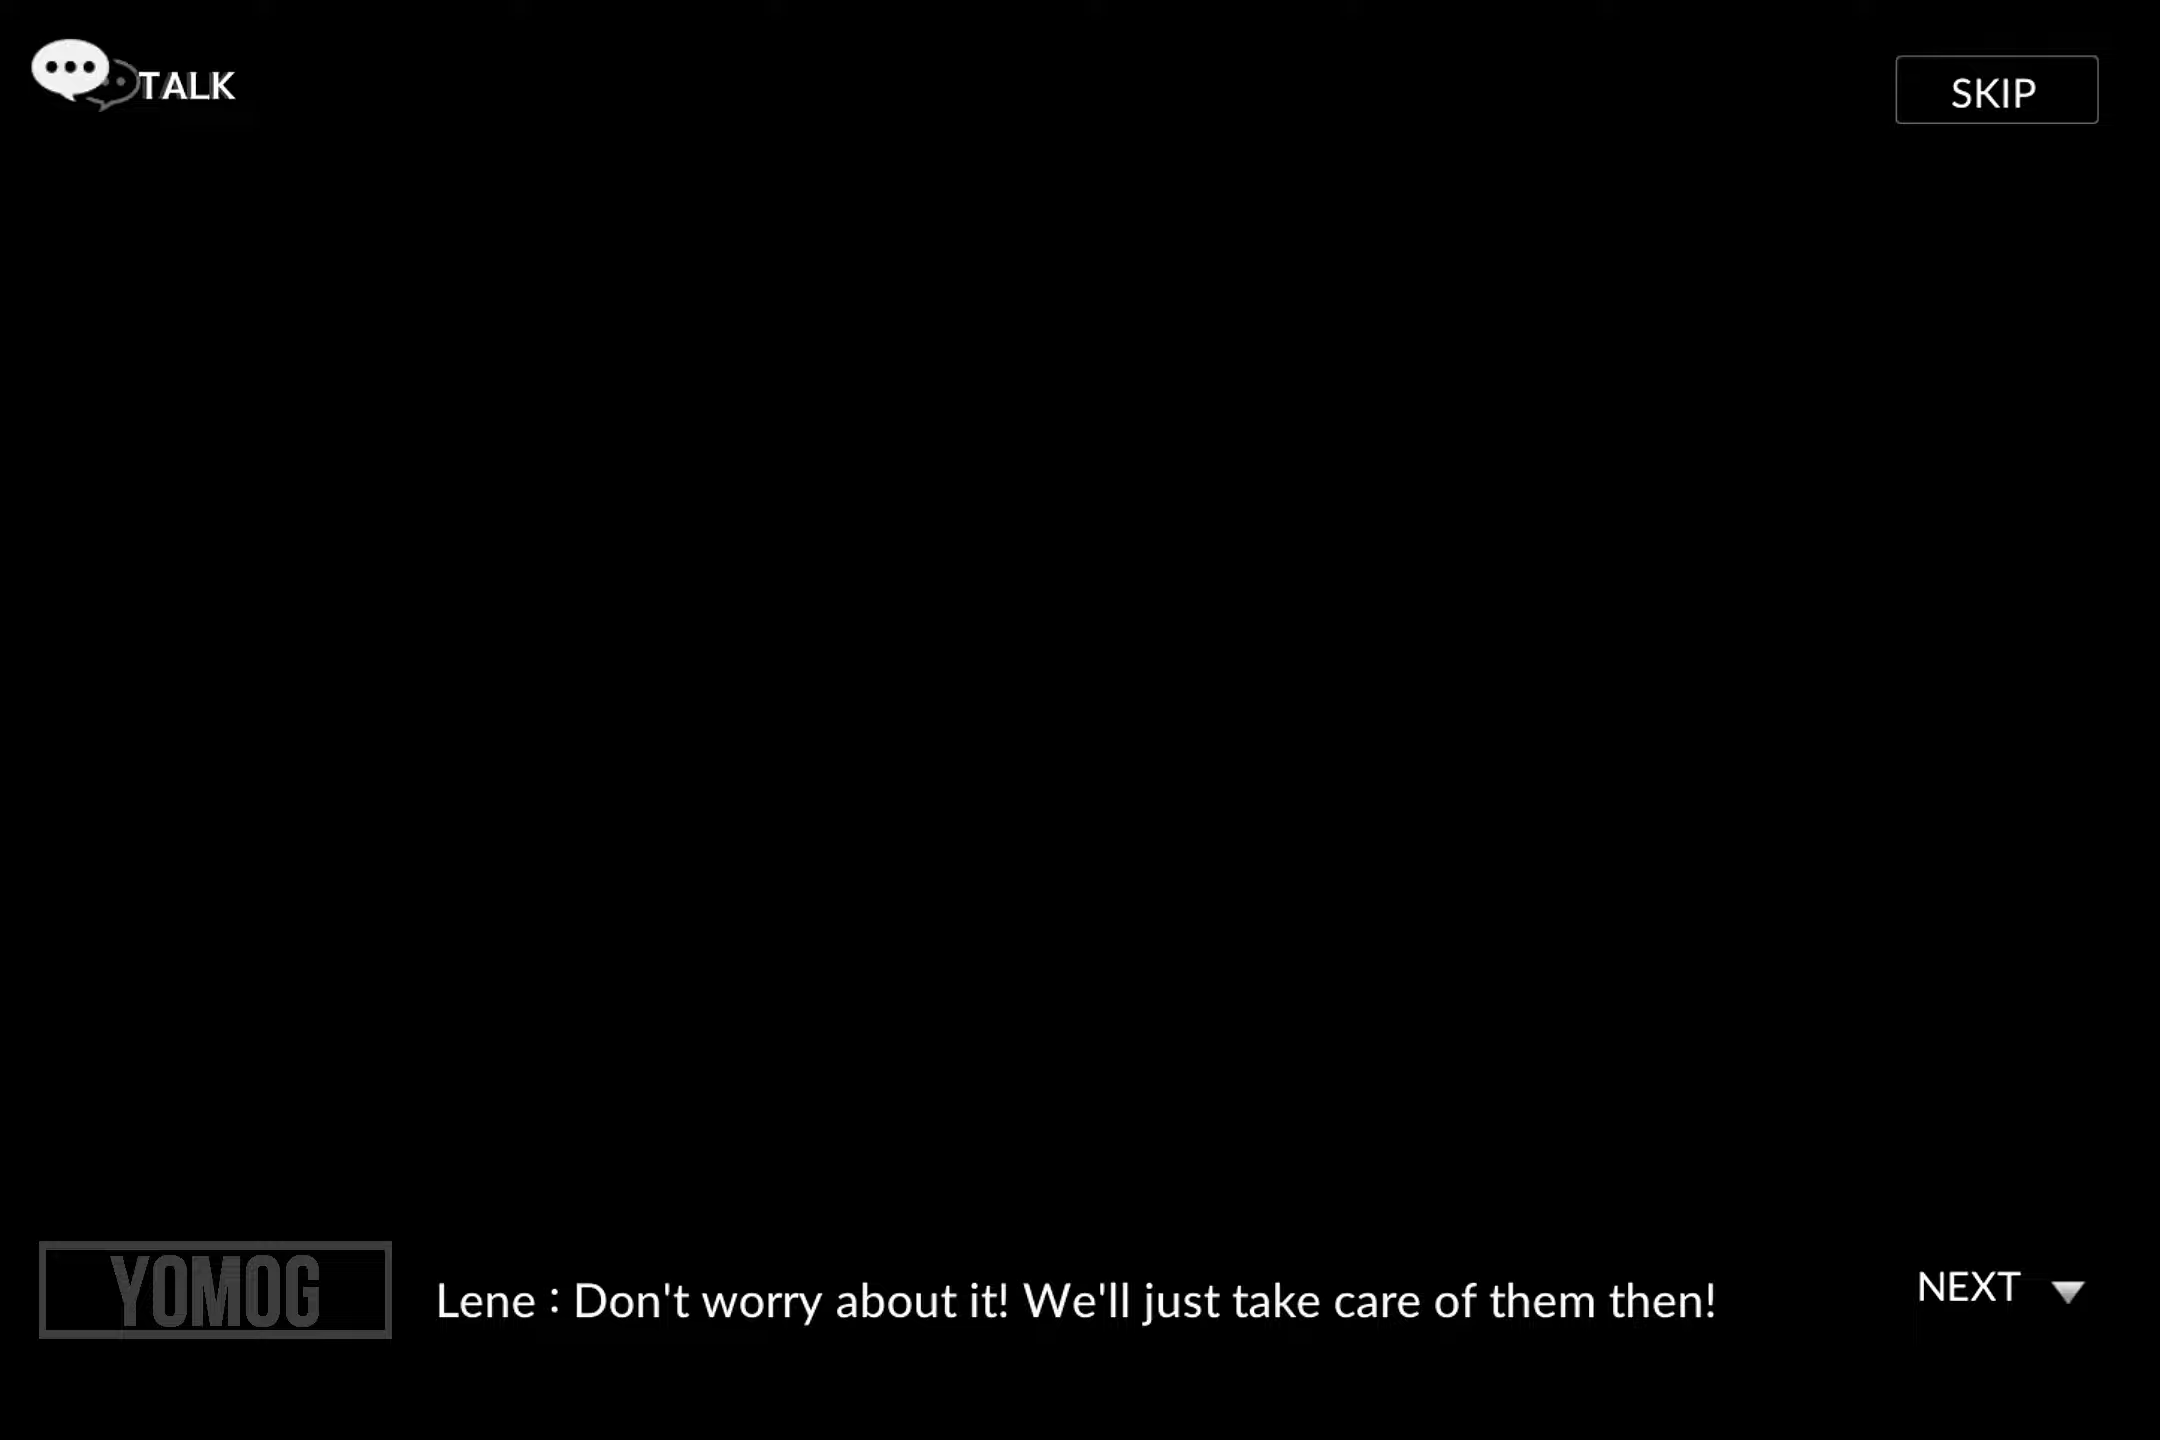 TALK
SKIP
YOMOG
Lene : Don't worry about it! We'll just take care of them then!
NEXT